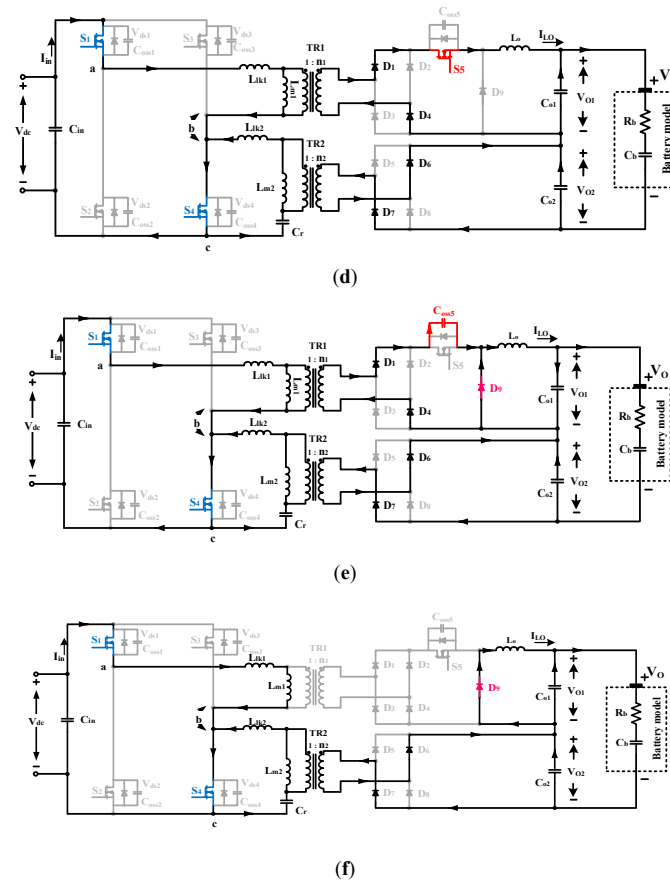 S1 Vds1 Coss1 S3 Vds3 Coss3
Iin a
+ Vdc −
Cin
Llk1 Lm1 TR1 1 : n1
b Llk2 TR2 1 : n2
Lm2 Cr
S2 Vds2 Coss2 S4 Vds4 Coss4
c
D1 D2 D3 D4
D5 D6 D7 D8
Coss5 S5 D9
Lo ILO
Co1 + VO1 −
Co2 + VO2 −
+V
Rb Cb Battery model
−
(d)
S1 Vds1 Coss1 S3 Vds3 Coss3
Iin a
+ Vdc −
Cin
Llk1 Lm1 TR1 1 : n1
b Llk2 TR2 1 : n2
Lm2 Cr
S2 Vds2 Coss2 S4 Vds4 Coss4
c
D1 D2 D3 D4
D5 D6 D7 D8
Coss5 S5 D9
Lo ILO
Co1 + VO1 −
Co2 + VO2 −
+VO
Rb Cb Battery model
−
(e)
S1 Vds1 Coss1 S3 Vds3 Coss3
Iin a
+ Vdc −
Cin
Llk1 Lm1 TR1 1 : n1
b Llk2 TR2 1 : n2
Lm2 Cr
S2 Vds2 Coss2 S4 Vds4 Coss4
c
D1 D2 D3 D4
D5 D6 D7 D8
Coss5 S5 D9
Lo ILO
Co1 + VO1 −
Co2 + VO2 −
+VO
Rb Cb Battery model
−
(f)